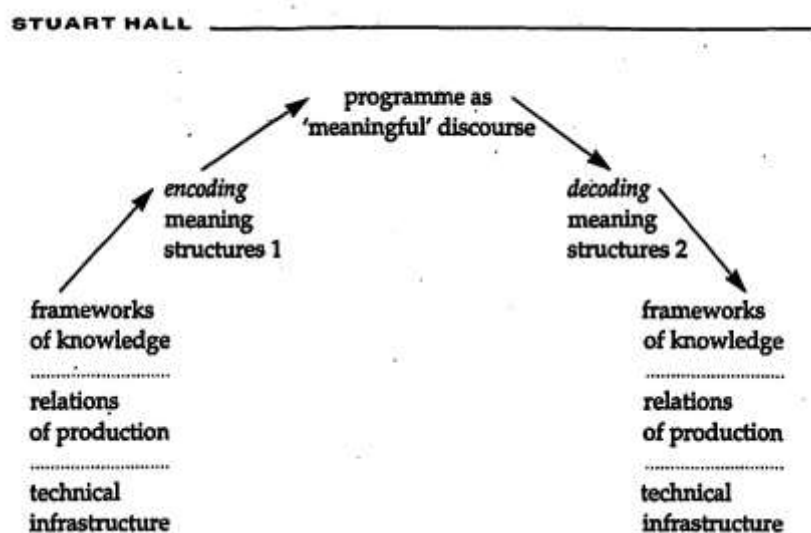 STUART HALL
programme as
'meaningful' discourse
encoding
meaning
structures 1
decoding
meaning
structures 2
frameworks
of knowledge
relations
of production
technical
infrastructure
frameworks
of knowledge
relations
of production
technical
infrastructure